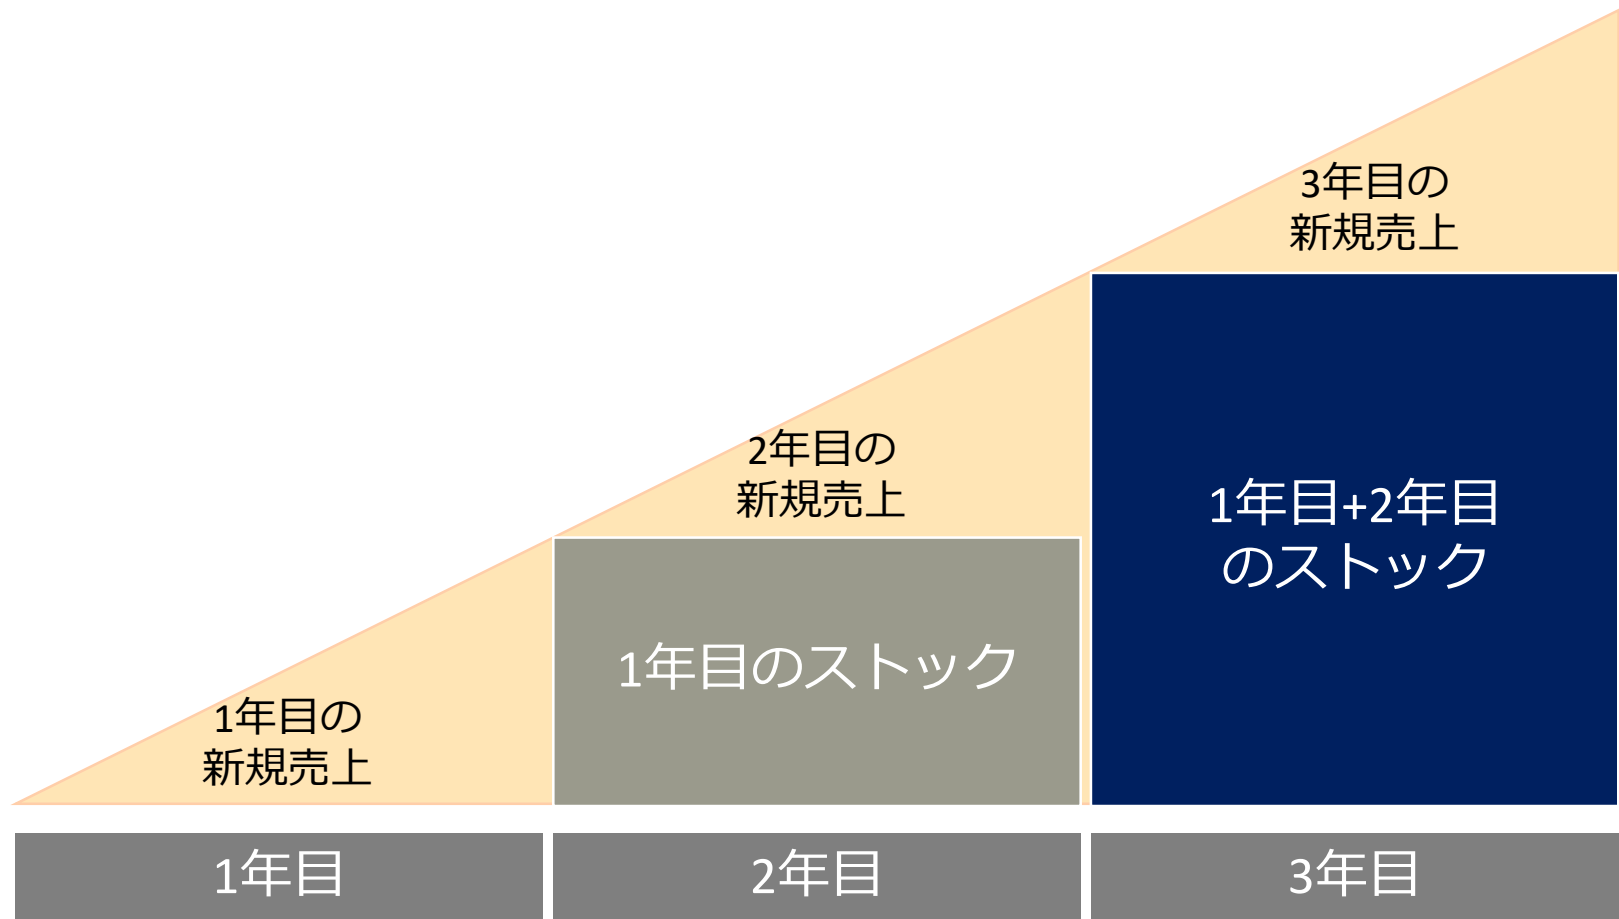 3年目の
新規売上
2年目の
新規売上
1年目+2年目
のストック
1年目のストック
1年目の
新規売上
1年目
2年目
3年目